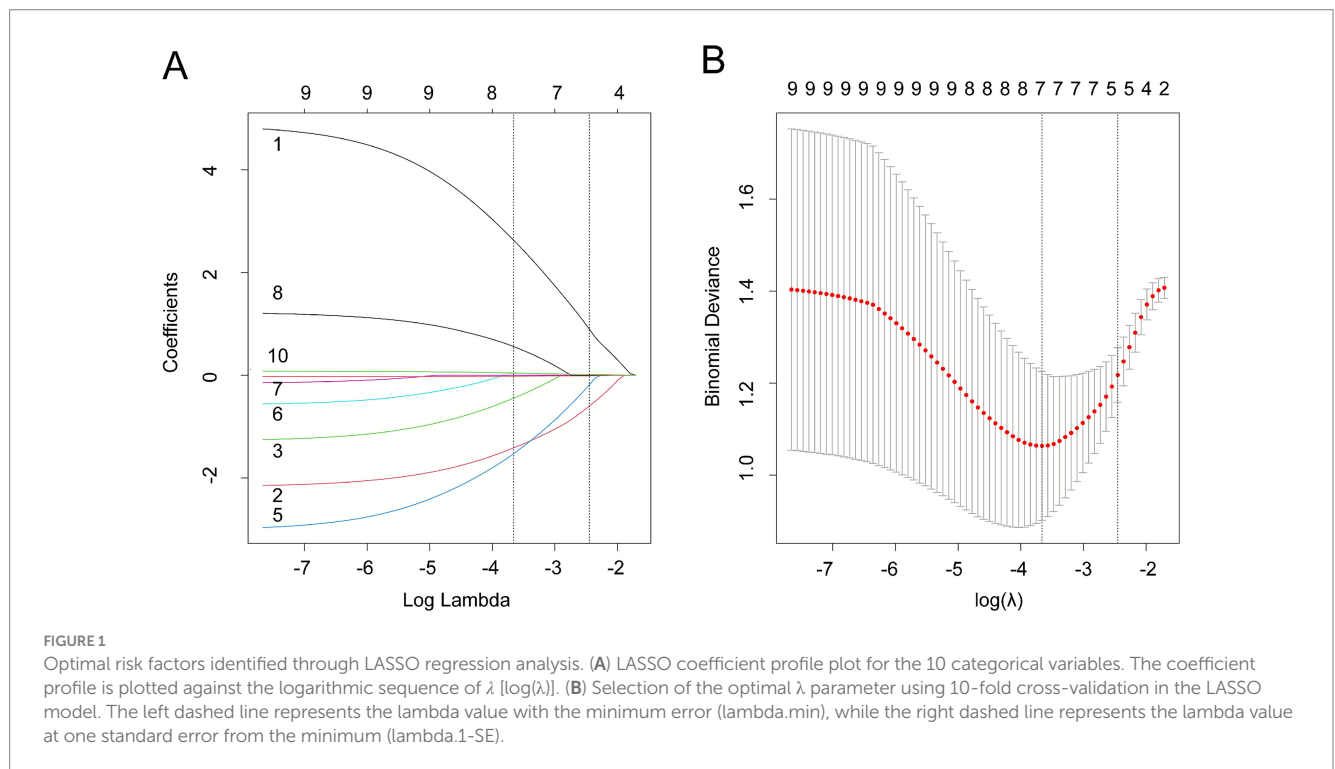 A
9 9 9 8 7 4
4
2
0
-2
Coefficients
1
8
10
7
6
3
2
5
-7 -6 -5 -4 -3 -2
Log Lambda
B
9 9 9 9 9 9 9 9 9 9 8 8 8 8 7 7 7 7 5 5 4 2
1.6
1.4
1.2
1.0
Binomial Deviance
-7 -6 -5 -4 -3 -2
log(λ)
FIGURE 1
Optimal risk factors identified through LASSO regression analysis. (A) LASSO coefficient profile plot for the 10 categorical variables. The coefficient
profile is plotted against the logarithmic sequence of λ [log(λ)]. (B) Selection of the optimal λ parameter using 10-fold cross-validation in the LASSO
model. The left dashed line represents the lambda value with the minimum error (lambda.min), while the right dashed line represents the lambda value
at one standard error from the minimum (lambda.1-SE).